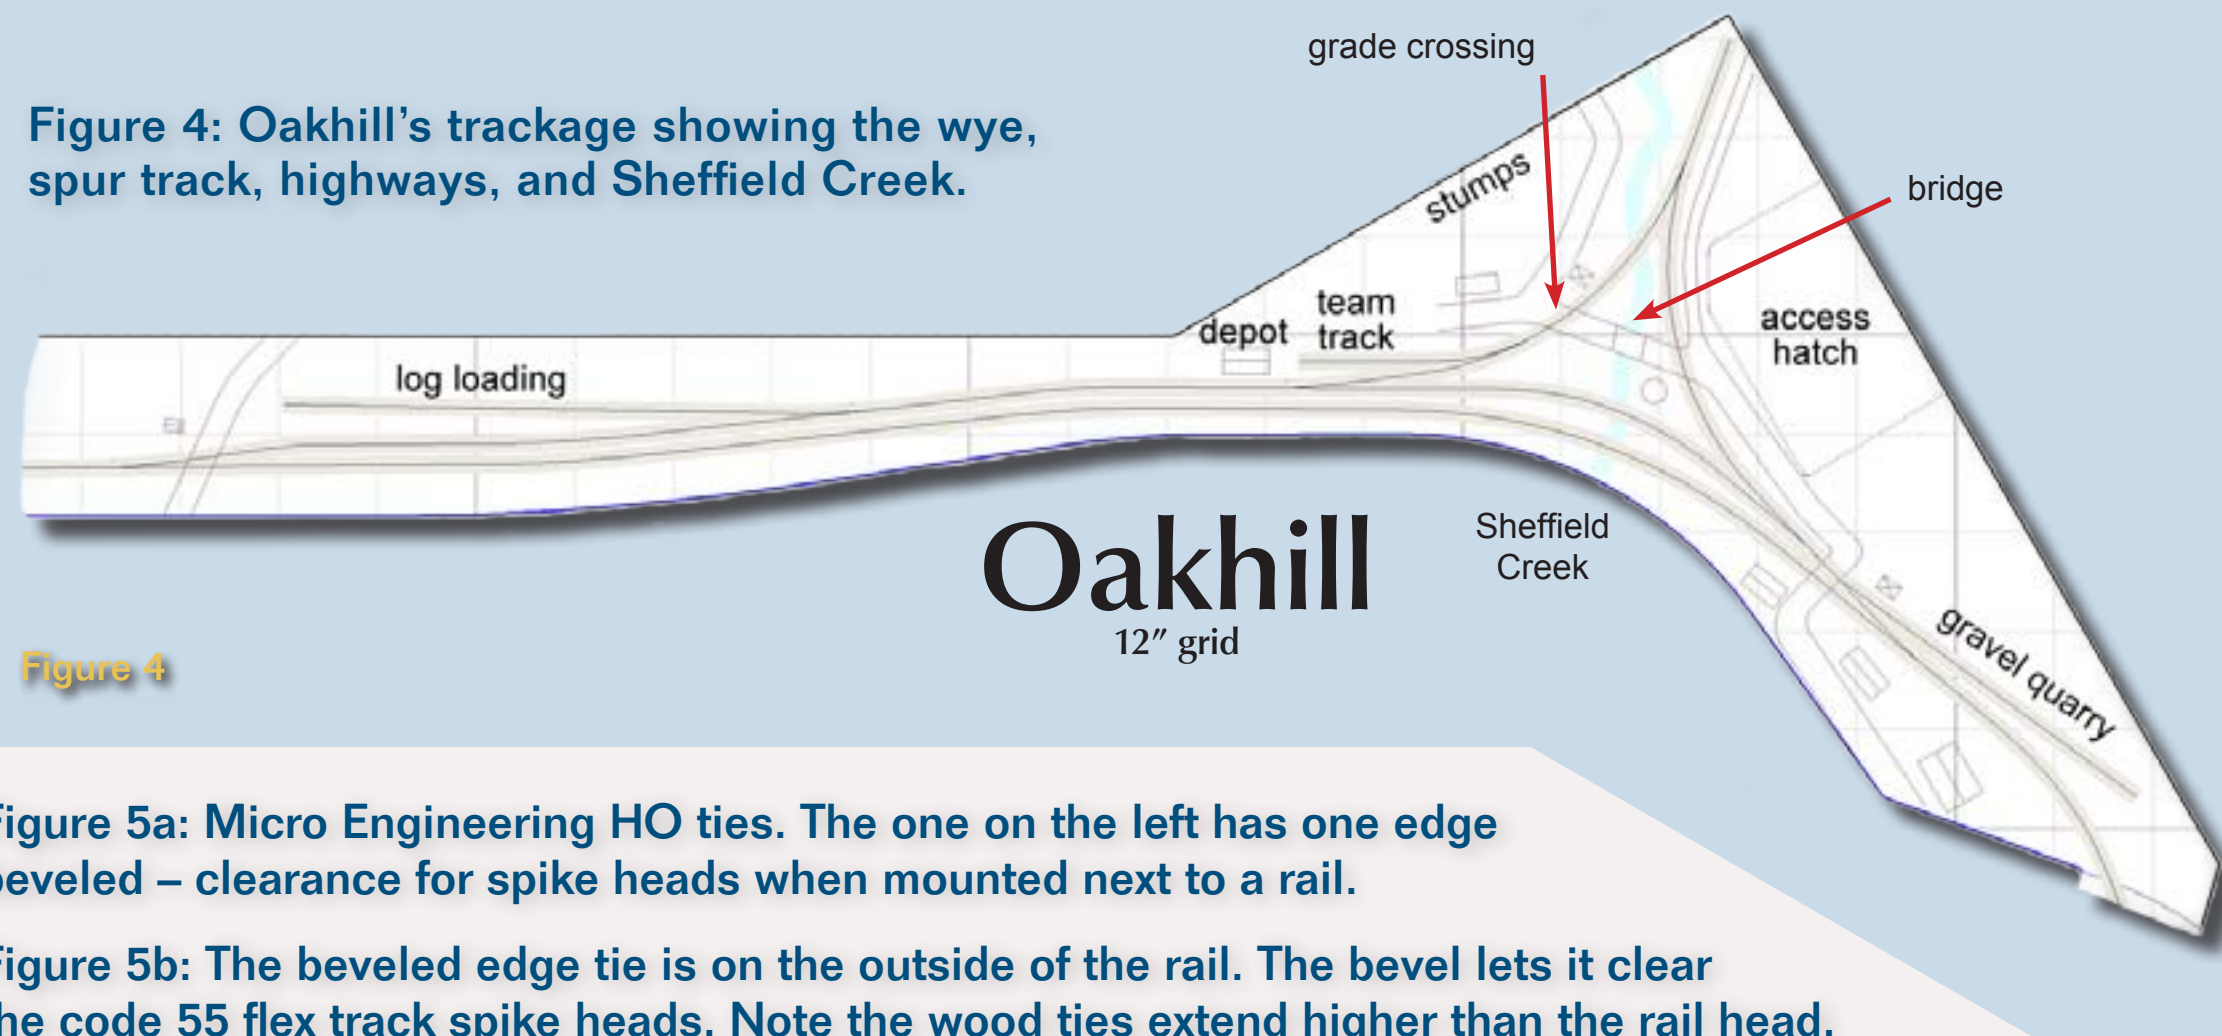 Figure 4: Oakhill’s trackage showing the wye,
spur track, highways, and Sheffield Creek.
grade crossing
bridge
stumps
team
track
depot
access
hatch
log loading
Sheffield
Creek
Oakhill
12″ grid
gravel quarry
Figure 4
Figure 5a: Micro Engineering HO ties. The one on the left has one edge
beveled – clearance for spike heads when mounted next to a rail.
Figure 5b: The beveled edge tie is on the outside of the rail. The bevel lets it clear
the code 55 flex track spike heads. Note the wood ties extend higher than the rail head.